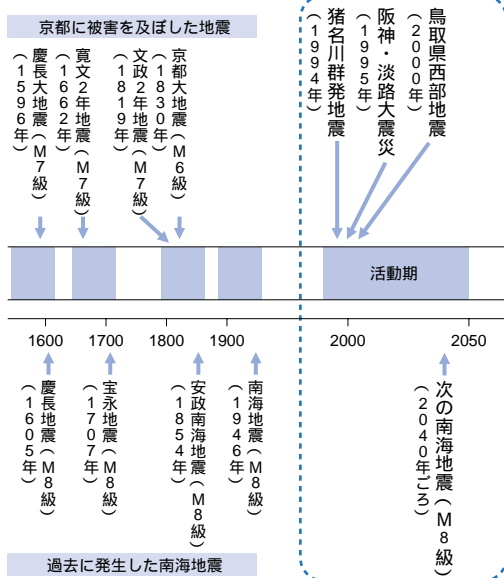 京都に被害を及ぼした地震
慶長大地震(M7級)
(1596年)
寛文2年地震(M7級)
(1662年)
文政2年地震(M7級)
(1819年)
京都大地震(M6級)
(1830年)
猪名川群発地震
(1994年)
阪神・淡路大震災
(1995年)
鳥取県西部地震
(2000年)
活動期
1600
1700
1800
1900
2000
2050
慶長地震(M8級)
(1605年)
宝永地震(M8級)
(1707年)
安政南海地震(M8級)
(1854年)
南海地震(M8級)
(1946年)
次の南海地震(M8級)
(2040年ごろ)
過去に発生した南海地震